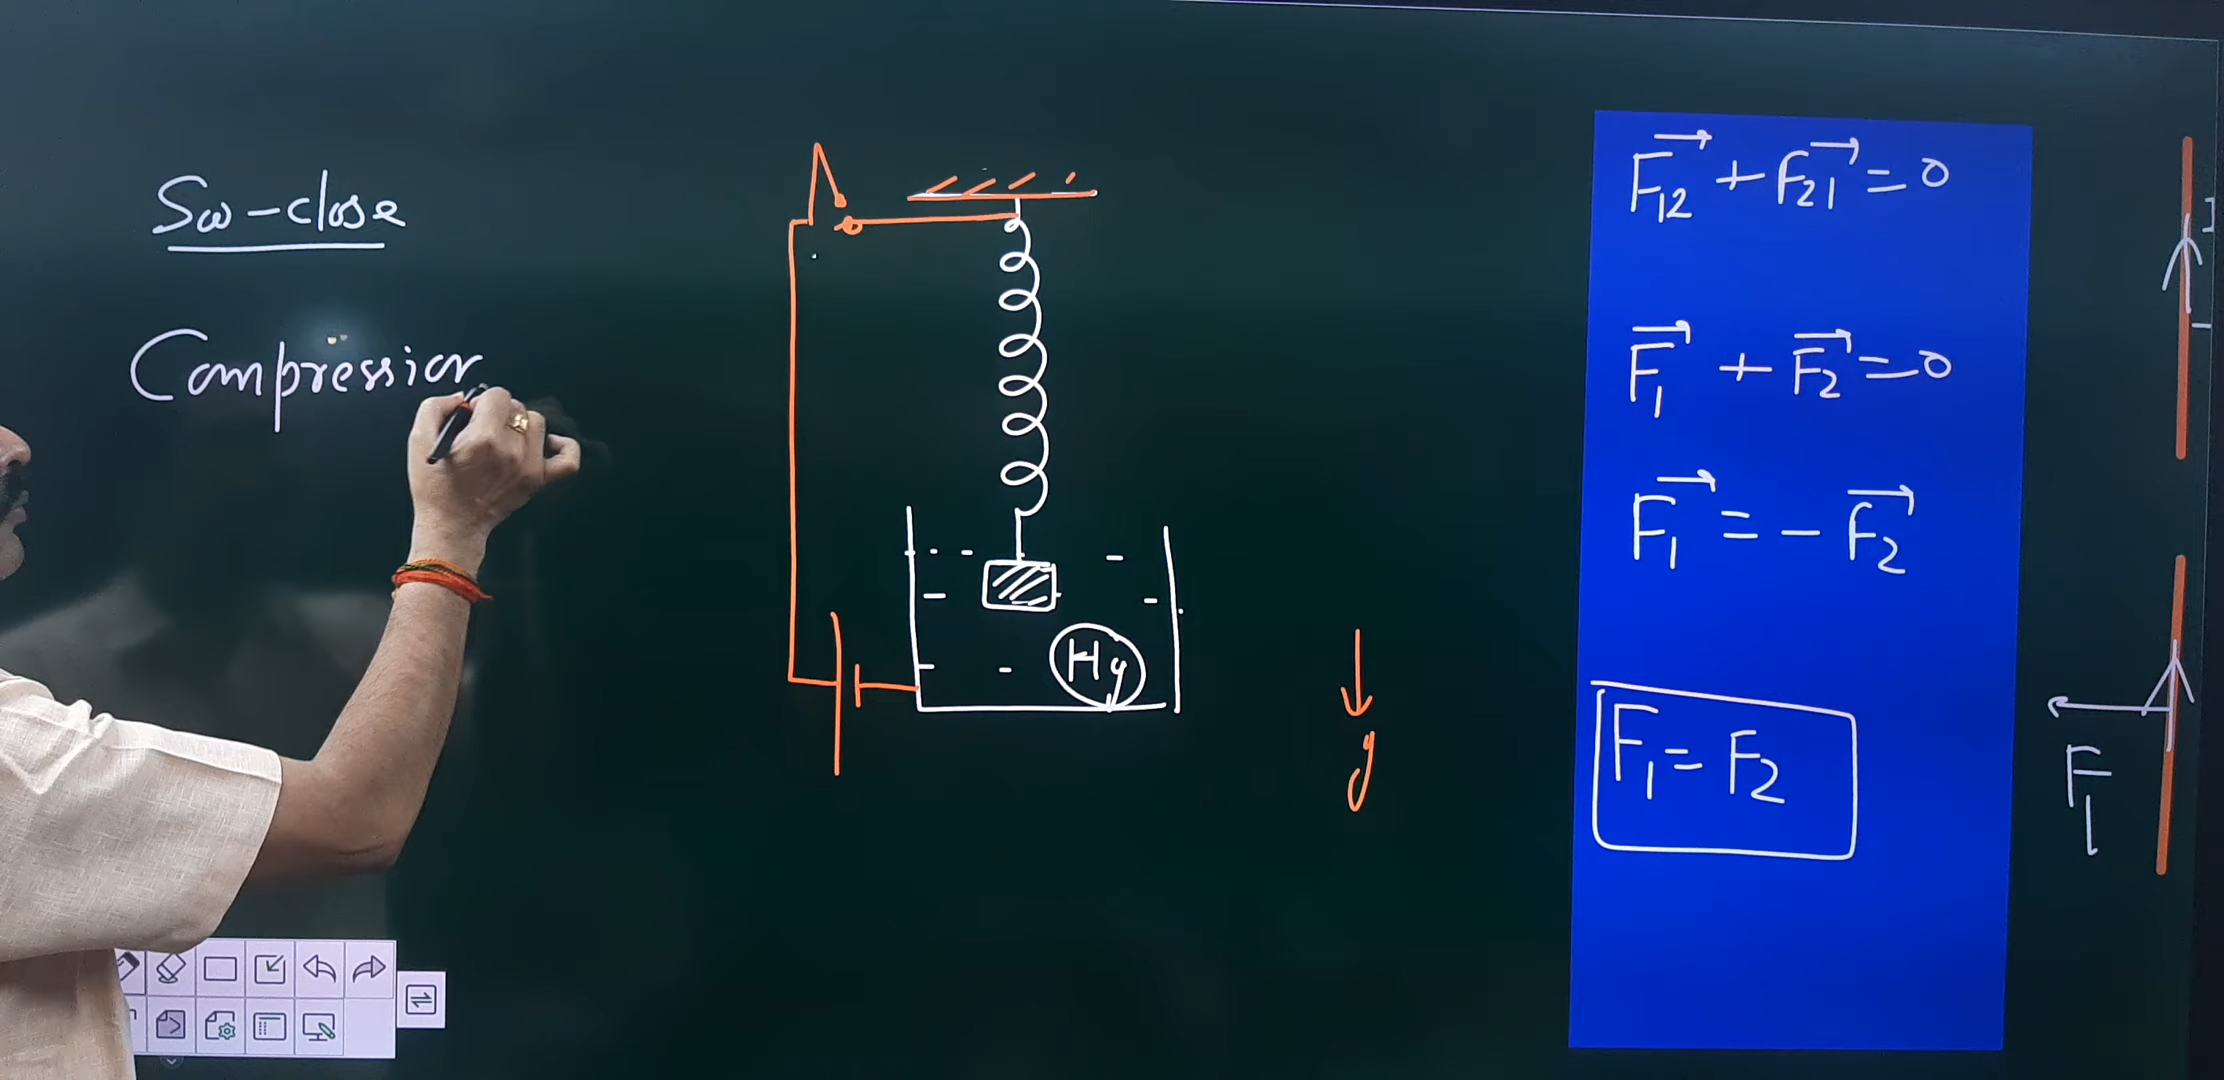 Sw-close
Compression
Hg
g
F₁₂ + F₂₁ = 0
F₁ + F₂ = 0
F₁ = - F₂
F₁ = F₂
F₁